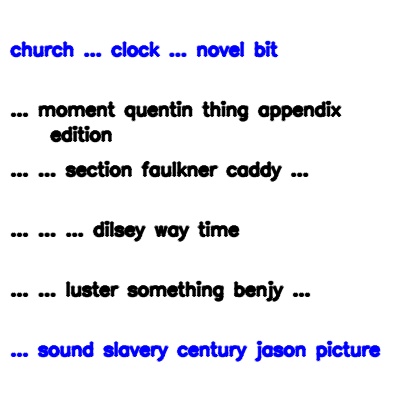 church ... clock ... novel bit
... moment quentin thing appendix
edition
... ... section faulkner caddy ...
... ... ... dilsey way time
... ... luster something benjy ...
... sound slavery century jason picture